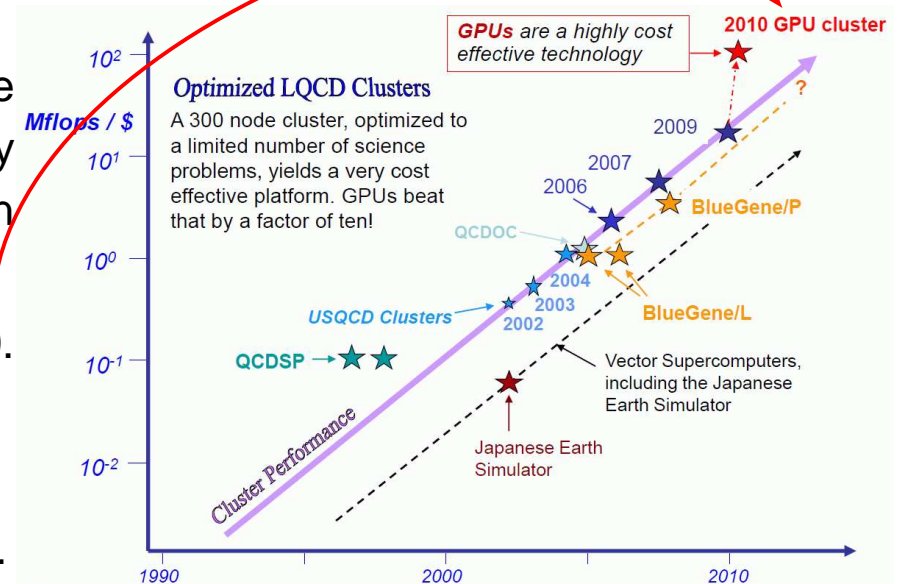 GPUs are a highly cost
effective technology
2010 GPU cluster
10²
Optimized LQCD Clusters
Mflops / $
A 300 node cluster, optimized to
a limited number of science
problems, yields a very cost
effective platform. GPUs beat
that by a factor of ten!
?
2009
10¹
2007
2006
BlueGene/P
QCDOC
10⁰
2004
2003
2002
USQCD Clusters
BlueGene/L
QCDSP
10⁻¹
Vector Supercomputers,
including the Japanese
Earth Simulator
Japanese Earth
Simulator
10⁻²
Cluster Performance
1990
2000
2010